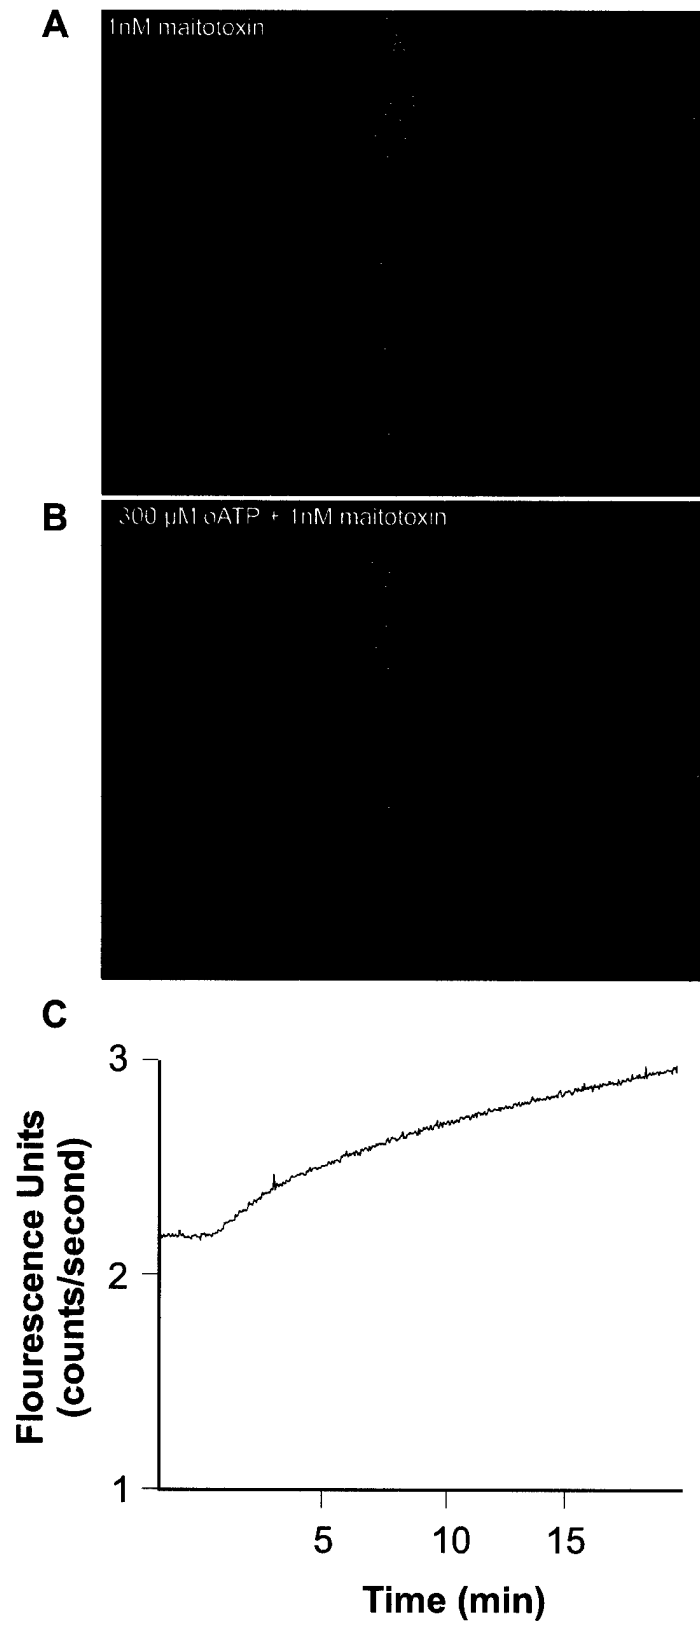 A
1nM maitotoxin
B
300 µM oATP + 1nM maitotoxin
C
3
2
1
Flourescence Units
(counts/second)
5 10 15
Time (min)